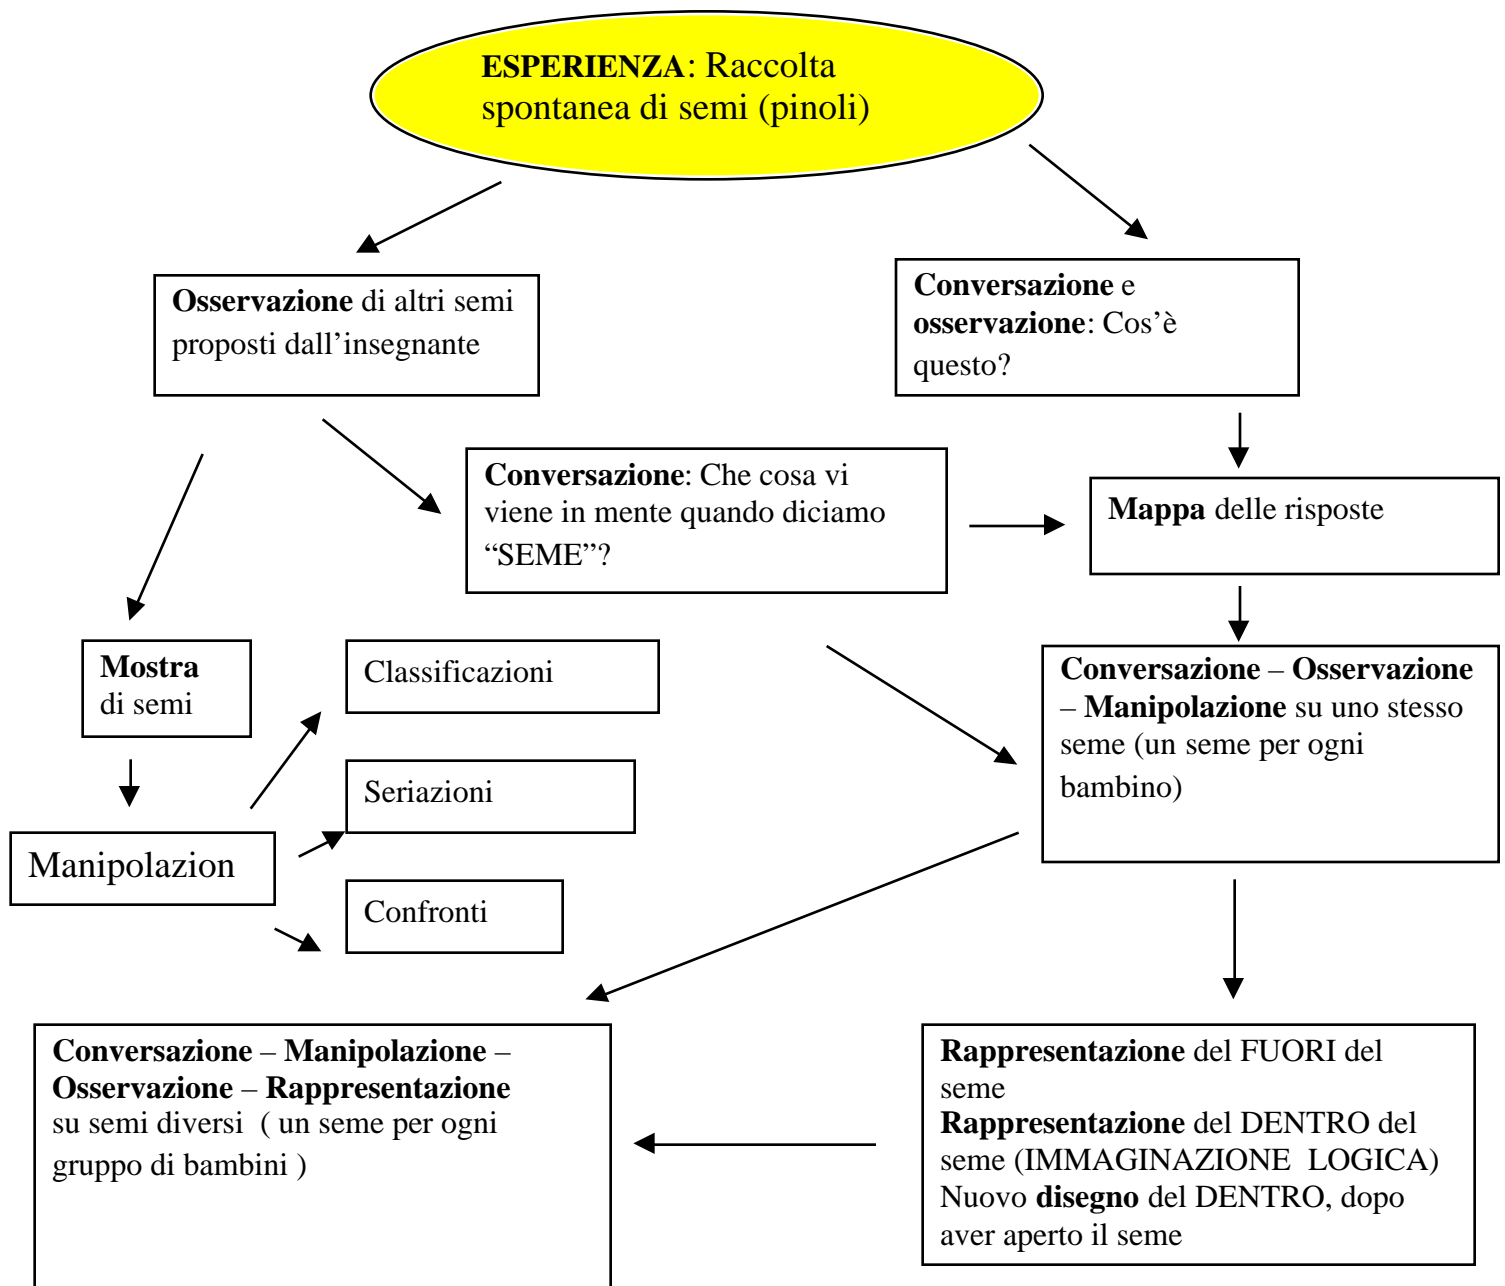 ESPERIENZA: Raccolta
spontanea di semi (pinoli)
Osservazione di altri semi
proposti dall’insegnante
Conversazione e
osservazione: Cos’è
questo?
Conversazione: Che cosa vi
viene in mente quando diciamo
“SEME”?
Mappa delle risposte
Mostra
di semi
Classificazioni
Conversazione – Osservazione
– Manipolazione su uno stesso
seme (un seme per ogni
bambino)
Seriazioni
Manipolazion
Confronti
Conversazione – Manipolazione –
Osservazione – Rappresentazione
su semi diversi ( un seme per ogni
gruppo di bambini )
Rappresentazione del FUORI del
seme
Rappresentazione del DENTRO del
seme (IMMAGINAZIONE LOGICA)
Nuovo disegno del DENTRO, dopo
aver aperto il seme